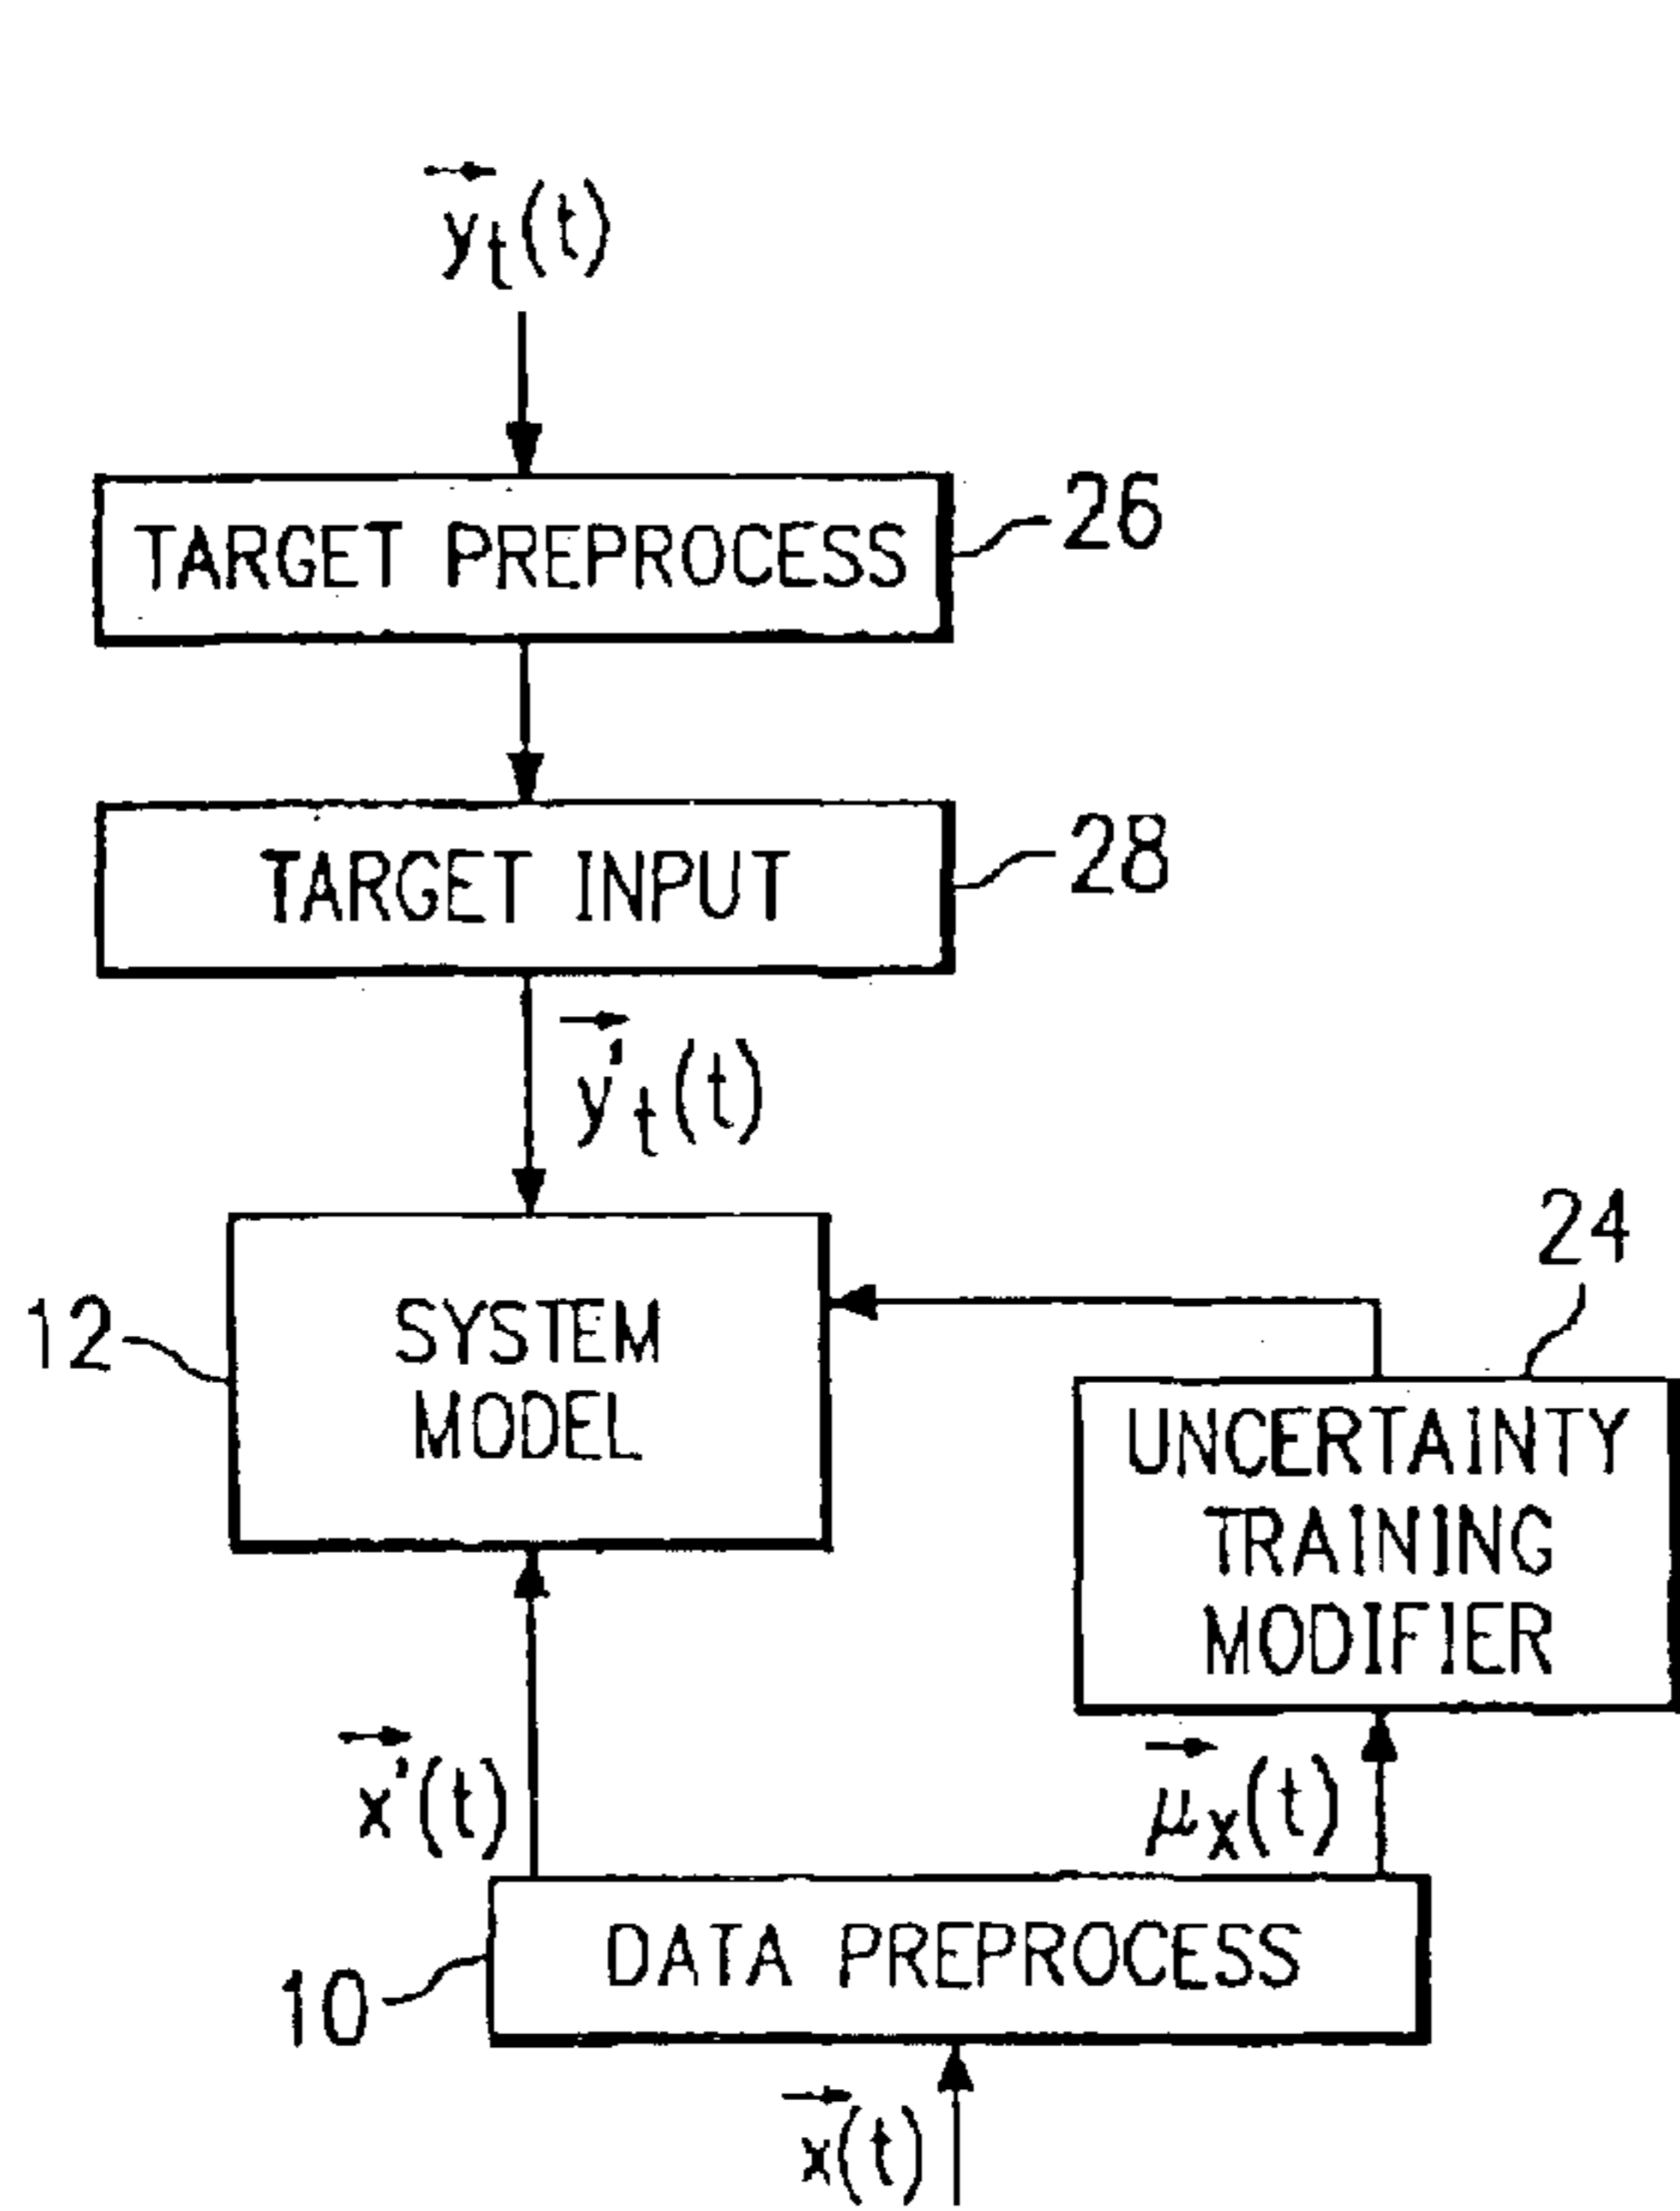 y⃗t(t)
TARGET PREPROCESS
26
TARGET INPUT
28
y⃗'t(t)
24
12
SYSTEM
MODEL
UNCERTAINTY
TRAINING
MODIFIER
x⃗'(t)
μ⃗x(t)
DATA PREPROCESS
10
x⃗(t)